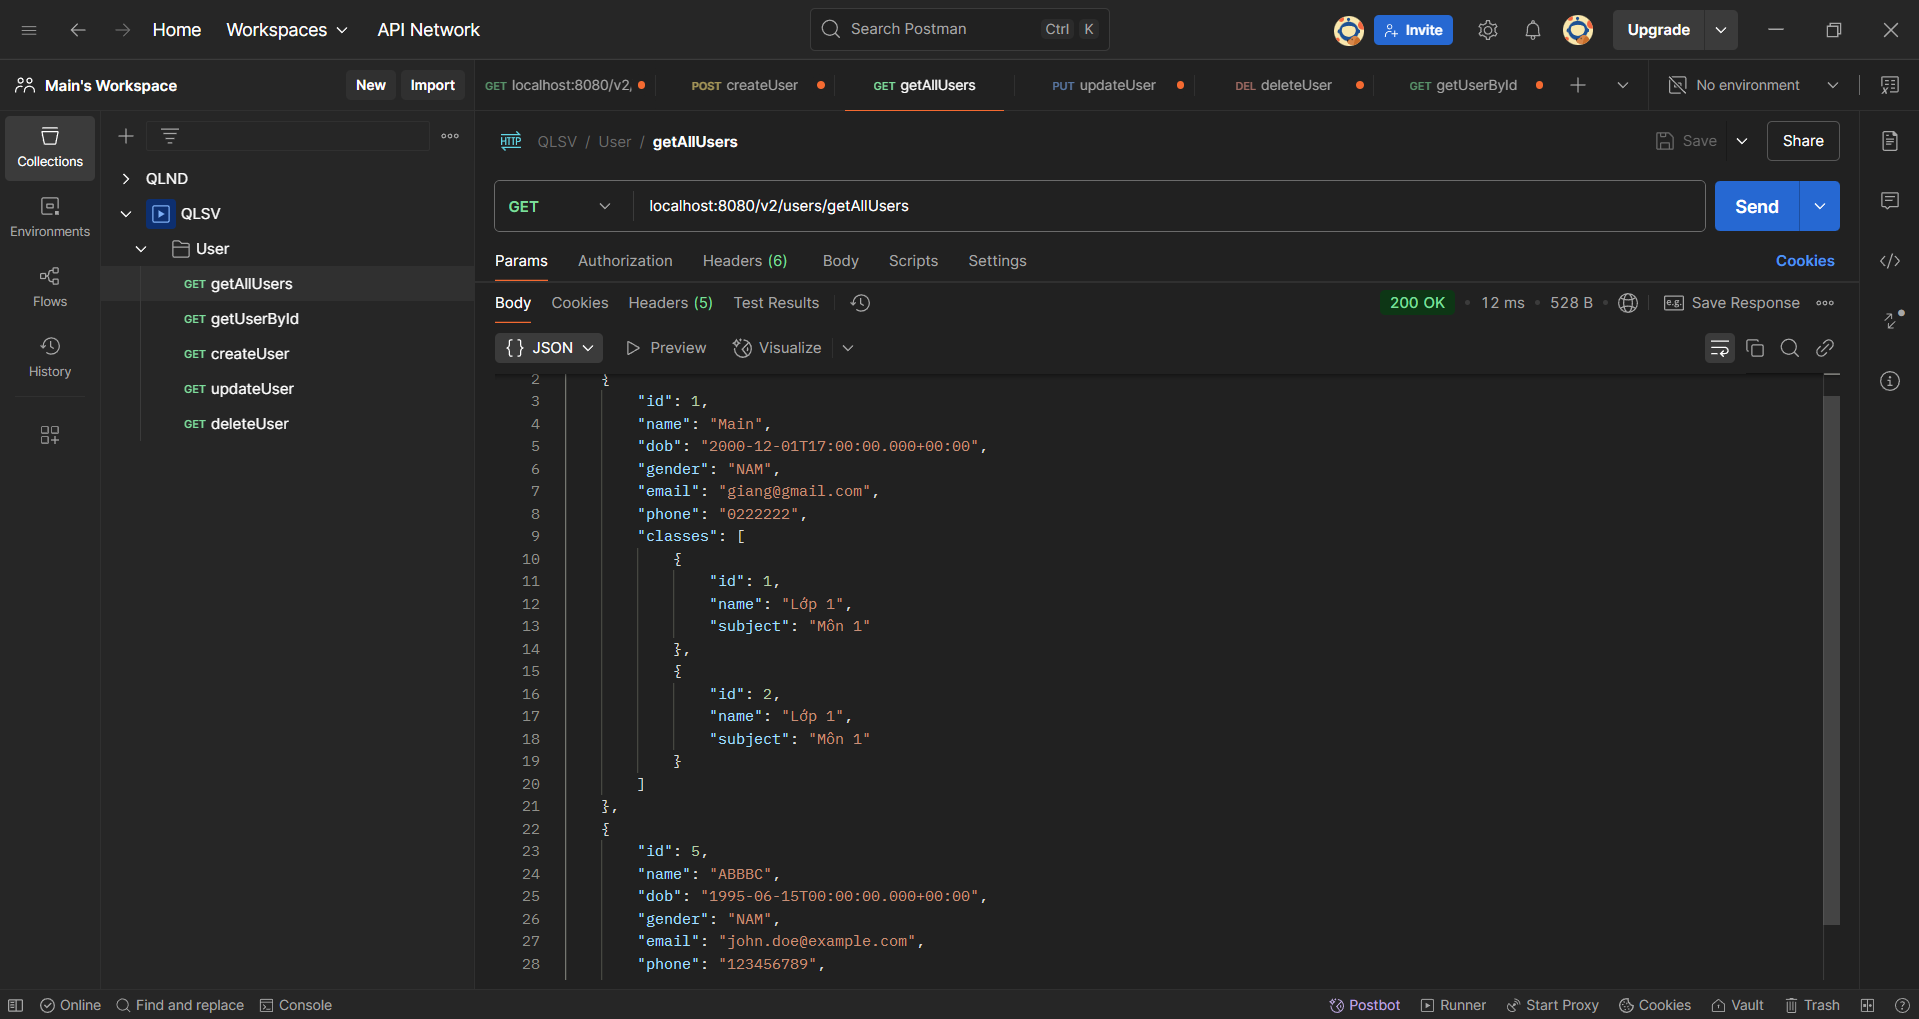 Home Workspaces API Network
Search Postman Ctrl K
Invite Upgrade
Main's Workspace New Import
GET localhost:8080/v2, POST createUser GET getAllUsers PUT updateUser DEL deleteUser GET getUserById No environment
Collections
Environments
Flows
History
QLND
QLSV
User
GET getAllUsers
GET getUserById
GET createUser
GET updateUser
GET deleteUser
HTTP QLSV / User / getAllUsers Save Share
GET localhost:8080/v2/users/getAllUsers Send
Params Authorization Headers (6) Body Scripts Settings Cookies
Body Cookies Headers (5) Test Results 200 OK 12 ms 528 B e.g. Save Response
{} JSON Preview Visualize
2 {
3 "id": 1,
4 "name": "Main",
5 "dob": "2000-12-01T17:00:00.000+00:00",
6 "gender": "NAM",
7 "email": "giang@gmail.com",
8 "phone": "0222222",
9 "classes": [
10 {
11 "id": 1,
12 "name": "Lớp 1",
13 "subject": "Môn 1"
14 },
15 {
16 "id": 2,
17 "name": "Lớp 1",
18 "subject": "Môn 1"
19 }
20 ]
21 },
22 {
23 "id": 5,
24 "name": "ABBBC",
25 "dob": "1995-06-15T00:00:00.000+00:00",
26 "gender": "NAM",
27 "email": "john.doe@example.com",
28 "phone": "123456789",
Online Find and replace Console Postbot Runner Start Proxy Cookies Vault Trash